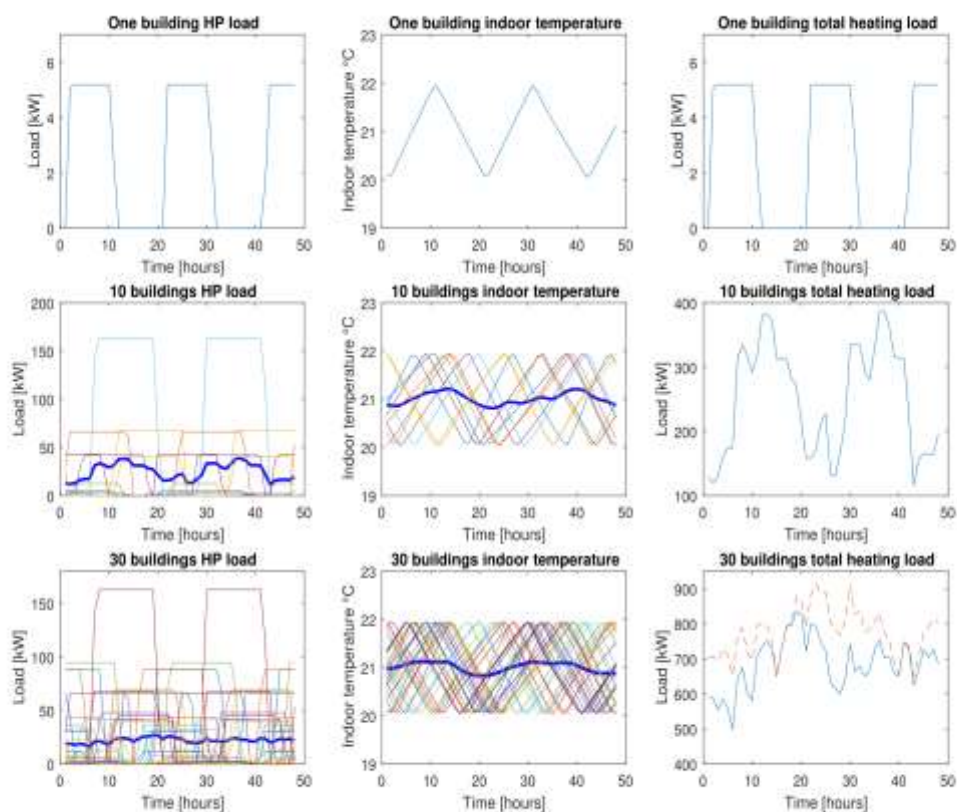 One building HP load
One building indoor temperature
One building total heating load
Load [kW]
6
4
2
0
0 10 20 30 40 50
Time [hours]
Indoor temperature °C
23
22
21
20
19
0 10 20 30 40 50
Time [hours]
Load [kW]
6
4
2
0
0 10 20 30 40 50
Time [hours]
10 buildings HP load
10 buildings indoor temperature
10 buildings total heating load
Load [kW]
200
150
100
50
0
0 10 20 30 40 50
Time [hours]
Indoor temperature °C
23
22
21
20
19
0 10 20 30 40 50
Time [hours]
Load [kW]
400
300
200
100
0 10 20 30 40 50
Time [hours]
30 buildings HP load
30 buildings indoor temperature
30 buildings total heating load
Load [kW]
150
100
50
0
0 10 20 30 40 50
Time [hours]
Indoor temperature °C
23
22
21
20
19
0 10 20 30 40 50
Time [hours]
Load [kW]
900
800
700
600
500
400
0 10 20 30 40 50
Time [hours]